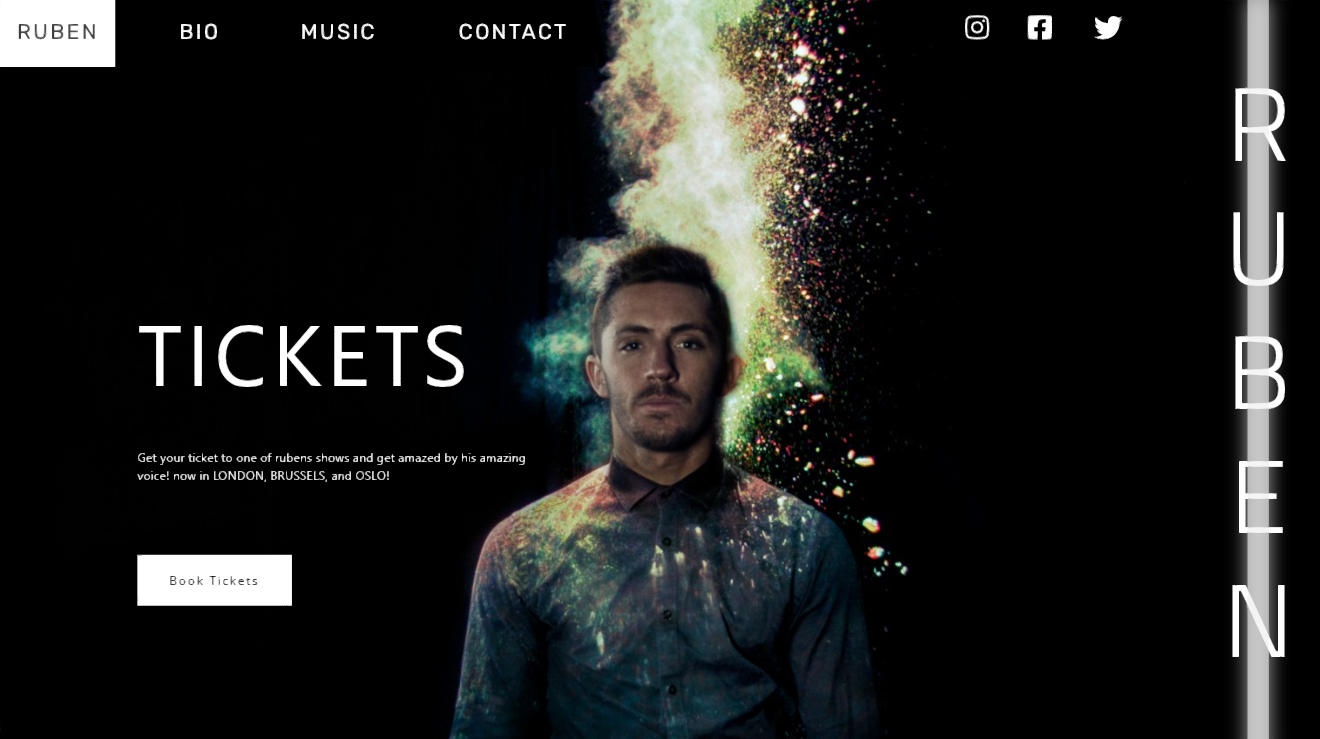 RUBEN BIO MUSIC CONTACT
TICKETS
Get your ticket to one of rubens shows and get amazed by his amazing
voice! now in LONDON, BRUSSELS, and OSLO!
Book Tickets
RUBEN